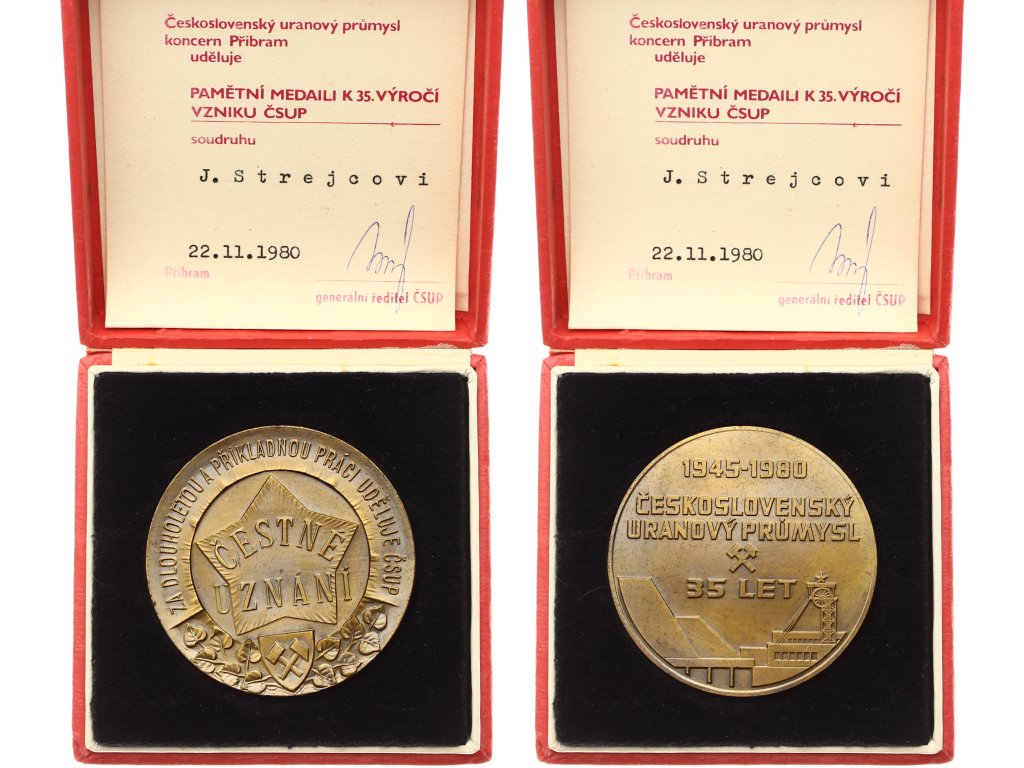 Československý uranový průmysl
koncern Příbram
uděluje
PAMĚTNÍ MEDAILI K 35. VÝROČÍ
VZNIKU ČSUP
soudruhu
J. Strejcovi
22.11.1980
Příbram
generální ředitel ČSUP
ZA DLOUHOLETOU A PŘÍKLADNOU PRÁCI UDĚLUJE ČSUP
ČESTNÉ
UZNÁNÍ
Československý uranový průmysl
koncern Příbram
uděluje
PAMĚTNÍ MEDAILI K 35. VÝROČÍ
VZNIKU ČSUP
soudruhu
J. Strejcovi
22.11.1980
Příbram
generální ředitel ČSUP
1945-1980
ČESKOSLOVENSKÝ
URANOVÝ PRŮMYSL
35 LET